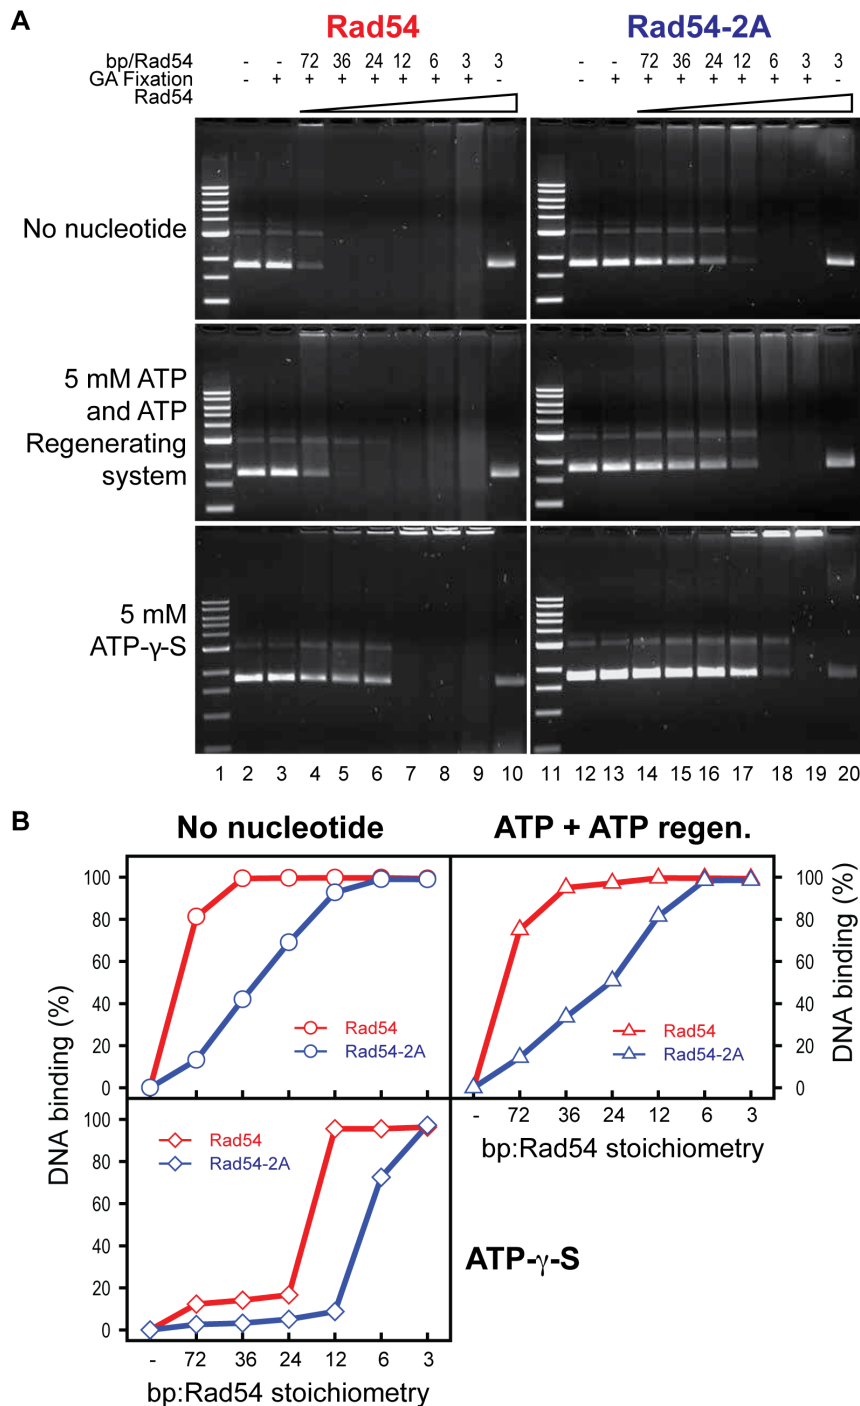 A
Rad54 Rad54-2A
bp/Rad54 - - 72 36 24 12 6 3 3 - - 72 36 24 12 6 3 3
GA Fixation - + + + + + + + - - + + + + + + + -
Rad54
No nucleotide
5 mM ATP
and ATP
Regenerating
system
5 mM
ATP-γ-S
1 2 3 4 5 6 7 8 9 10 11 12 13 14 15 16 17 18 19 20
B
No nucleotide
ATP + ATP regen.
DNA binding (%)
100
80
60
40
20
0
Rad54
Rad54-2A
100
80
60
40
20
0
DNA binding (%)
Rad54
Rad54-2A
- 72 36 24 12 6 3
bp:Rad54 stoichiometry
100
80
60
40
20
0
Rad54
Rad54-2A
ATP-γ-S
- 72 36 24 12 6 3
bp:Rad54 stoichiometry